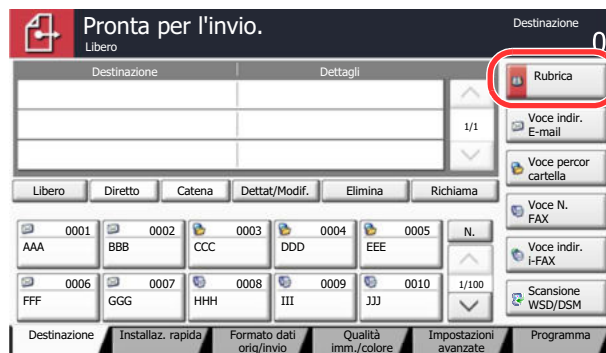 Pronta per l'invio.
Libero
Destinazione
0
Destinazione Dettagli
1/1
Rubrica
Voce indir.
E-mail
Voce percor
cartella
Voce N.
FAX
Voce indir.
i-FAX
Scansione
WSD/DSM
Libero Diretto Catena Dettat/Modif. Elimina Richiama
0001 0002 0003 0004 0005 N.
AAA BBB CCC DDD EEE
0006 0007 0008 0009 0010 1/100
FFF GGG HHH III JJJ
Destinazione Installaz. rapida Formato dati Qualità Impostazioni Programma
orig/invio imm./colore avanzate